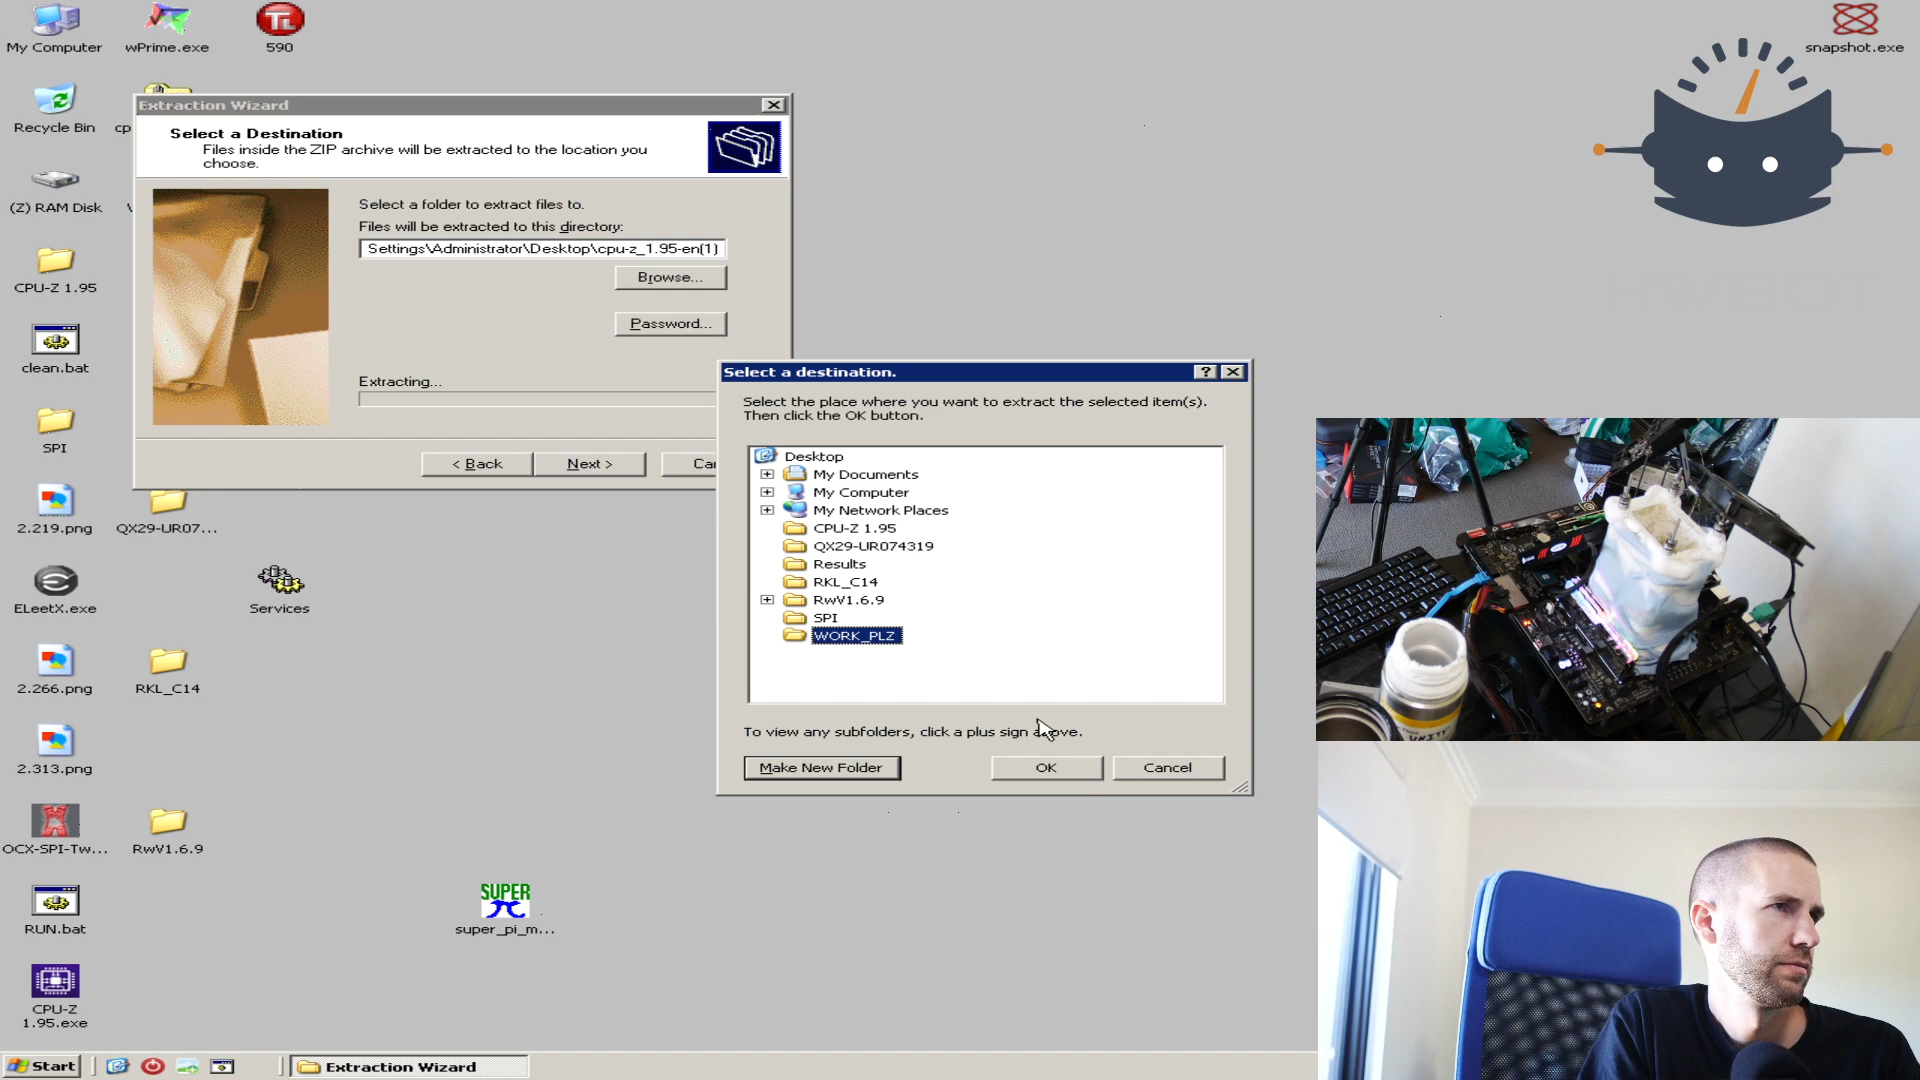 My Computer
wPrime.exe
590
snapshot.exe
Recycle Bin
cp
(Z) RAM Disk
CPU-Z 1.95
clean.bat
SPI
2.219.png
QX29-UR07...
ELeetX.exe
Services
2.266.png
RKL_C14
2.313.png
OCX-SPI-Tw...
RwV1.6.9
RUN.bat
SUPER
super_pi_m...
CPU-Z
1.95.exe
Extraction Wizard
Select a Destination
Files inside the ZIP archive will be extracted to the location you
choose.
Select a folder to extract files to.
Files will be extracted to this directory:
Settings\Administrator\Desktop\cpu-z_1.95-en(1)
Browse...
Password...
Extracting...
< Back
Next >
Car
Select a destination.
Select the place where you want to extract the selected item(s).
Then click the OK button.
Desktop
My Documents
My Computer
My Network Places
CPU-Z 1.95
QX29-UR074319
Results
RKL_C14
RwV1.6.9
SPI
WORK_PLZ
To view any subfolders, click a plus sign above.
Make New Folder
OK
Cancel
Start
Extraction Wizard